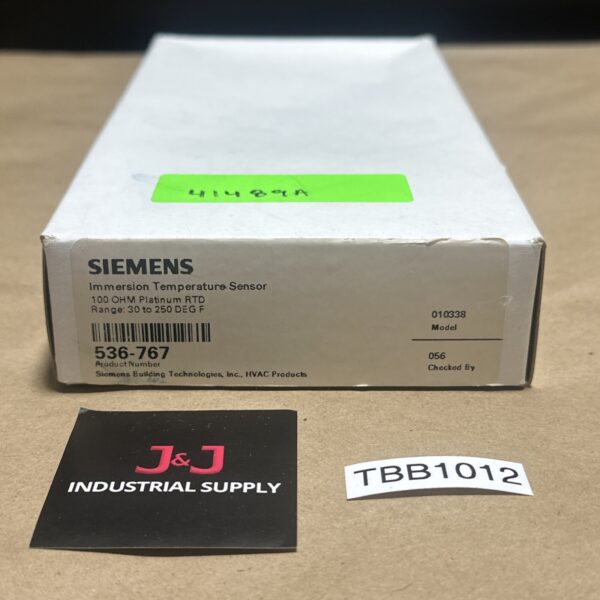 41489A
SIEMENS
Immersion Temperature Sensor
100 OHM Platinum RTD
Range: 30 to 250 DEG F
536-767
Product Number
Siemens Building Technologies, Inc., HVAC Products
010338
Model
056
Checked By
J&J
INDUSTRIAL SUPPLY
TBB1012